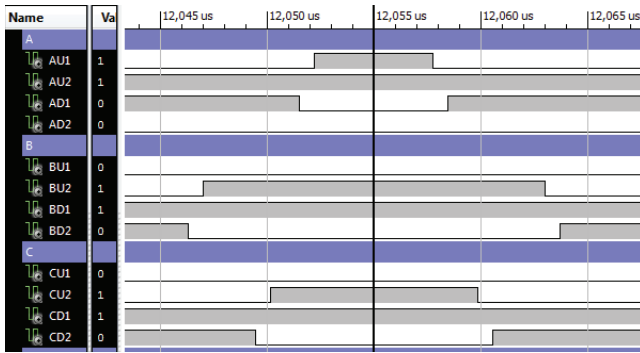 Name Va 12,045 us 12,050 us 12,055 us 12,060 us 12,065 us
A
AU1 1
AU2 1
AD1 0
AD2 0
B
BU1 0
BU2 1
BD1 1
BD2 0
C
CU1 0
CU2 1
CD1 1
CD2 0